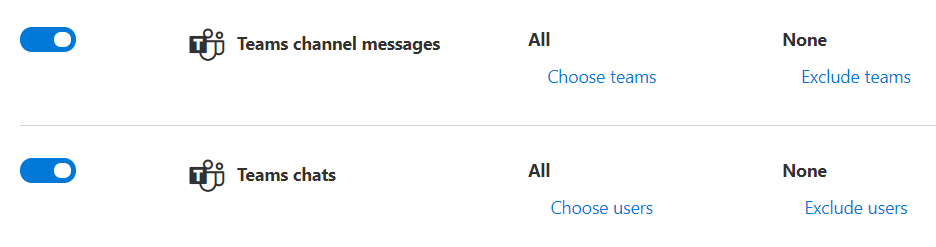 Teams channel messages All None
Choose teams Exclude teams
Teams chats All None
Choose users Exclude users